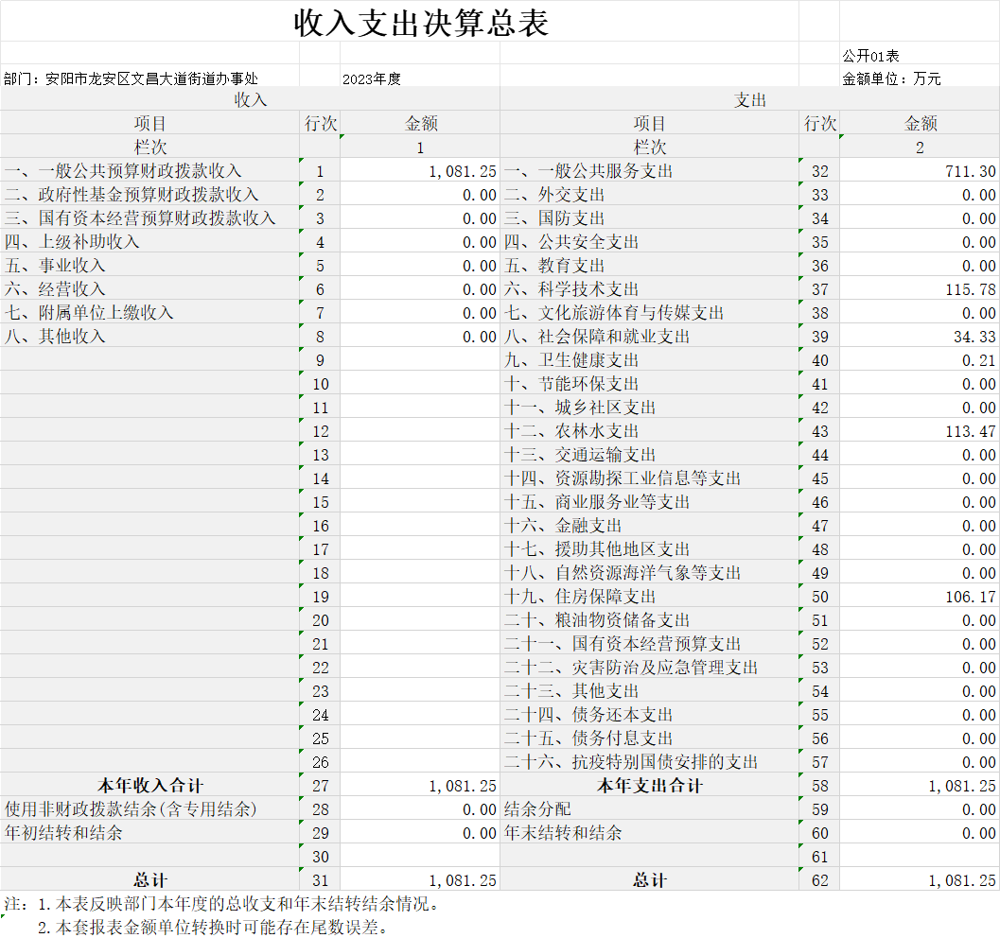 收入支出决算总表
公开01表
部门：安阳市龙安区文昌大道街道办事处 2023年度 金额单位：万元
收入 支出
项目 行次 金额 项目 行次 金额
栏次 1 栏次 2
一、一般公共预算财政拨款收入 1 1,081.25 一、一般公共服务支出 32 711.30
二、政府性基金预算财政拨款收入 2 0.00 二、外交支出 33 0.00
三、国有资本经营预算财政拨款收入 3 0.00 三、国防支出 34 0.00
四、上级补助收入 4 0.00 四、公共安全支出 35 0.00
五、事业收入 5 0.00 五、教育支出 36 0.00
六、经营收入 6 0.00 六、科学技术支出 37 115.78
七、附属单位上缴收入 7 0.00 七、文化旅游体育与传媒支出 38 0.00
八、其他收入 8 0.00 八、社会保障和就业支出 39 34.33
9 九、卫生健康支出 40 0.21
10 十、节能环保支出 41 0.00
11 十一、城乡社区支出 42 0.00
12 十二、农林水支出 43 113.47
13 十三、交通运输支出 44 0.00
14 十四、资源勘探工业信息等支出 45 0.00
15 十五、商业服务业等支出 46 0.00
16 十六、金融支出 47 0.00
17 十七、援助其他地区支出 48 0.00
18 十八、自然资源海洋气象等支出 49 0.00
19 十九、住房保障支出 50 106.17
20 二十、粮油物资储备支出 51 0.00
21 二十一、国有资本经营预算支出 52 0.00
22 二十二、灾害防治及应急管理支出 53 0.00
23 二十三、其他支出 54 0.00
24 二十四、债务还本支出 55 0.00
25 二十五、债务付息支出 56 0.00
26 二十六、抗疫特别国债安排的支出 57 0.00
本年收入合计 27 1,081.25 本年支出合计 58 1,081.25
使用非财政拨款结余(含专用结余) 28 0.00 结余分配 59 0.00
年初结转和结余 29 0.00 年末结转和结余 60 0.00
30 61
总计 31 1,081.25 总计 62 1,081.25
注：1.本表反映部门本年度的总收支和年末结转结余情况。
2.本套报表金额单位转换时可能存在尾数误差。